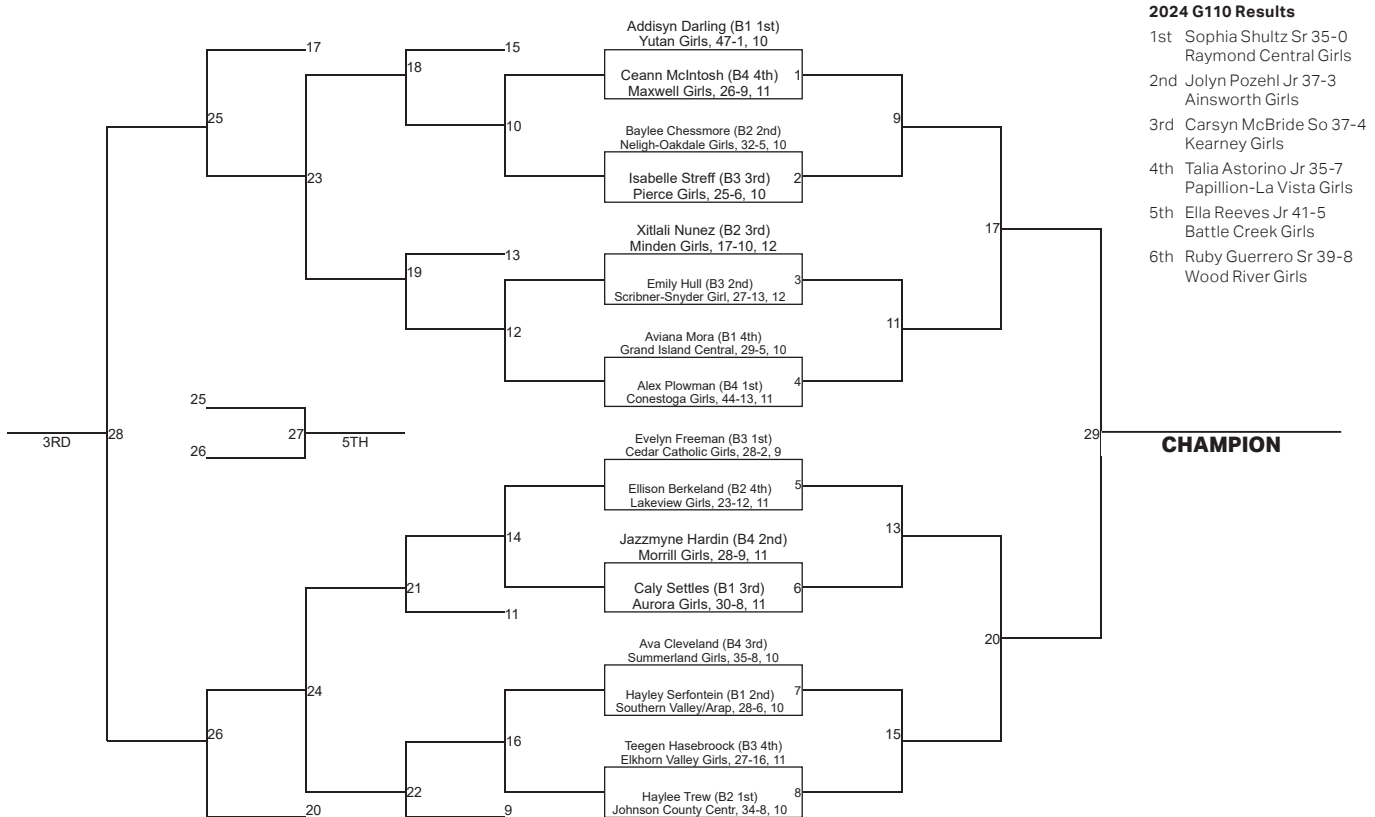 2024 G110 Results
1st Sophia Shultz Sr 35-0
Raymond Central Girls
2nd Jolyn Pozehl Jr 37-3
Ainsworth Girls
3rd Carsyn McBride So 37-4
Kearney Girls
4th Talia Astorino Jr 35-7
Papillion-La Vista Girls
5th Ella Reeves Jr 41-5
Battle Creek Girls
6th Ruby Guerrero Sr 39-8
Wood River Girls
Addisyn Darling (B1 1st)
Yutan Girls, 47-1, 10
17
15
18
Ceann McIntosh (B4 4th)
1
Maxwell Girls, 26-9, 11
25
10
9
Baylee Chessmore (B2 2nd)
Neligh-Oakdale Girls, 32-5, 10
23
Isabelle Streff (B3 3rd)
2
Pierce Girls, 25-6, 10
Xitlali Nunez (B2 3rd)
17
Minden Girls, 17-10, 12
13
19
Emily Hull (B3 2nd)
3
Scribner-Snyder Girl, 27-13, 12
12
11
Aviana Mora (B1 4th)
Grand Island Central, 29-5, 10
Alex Plowman (B4 1st)
4
Conestoga Girls, 44-13, 11
25
28
3RD
27
5TH
26
29
CHAMPION
Evelyn Freeman (B3 1st)
Cedar Catholic Girls, 28-2, 9
Ellison Berkeland (B2 4th)
5
Lakeview Girls, 23-12, 11
14
13
Jazzmyne Hardin (B4 2nd)
Morrill Girls, 28-9, 11
21
Caly Settles (B1 3rd)
6
Aurora Girls, 30-8, 11
11
20
Ava Cleveland (B4 3rd)
Summerland Girls, 35-8, 10
24
Hayley Serfontein (B1 2nd)
7
Southern Valley/Arap, 28-6, 10
26
16
15
Teegen Hasebroock (B3 4th)
Elkhorn Valley Girls, 27-16, 11
22
Haylee Trew (B2 1st)
8
Johnson County Centr, 34-8, 10
20
9